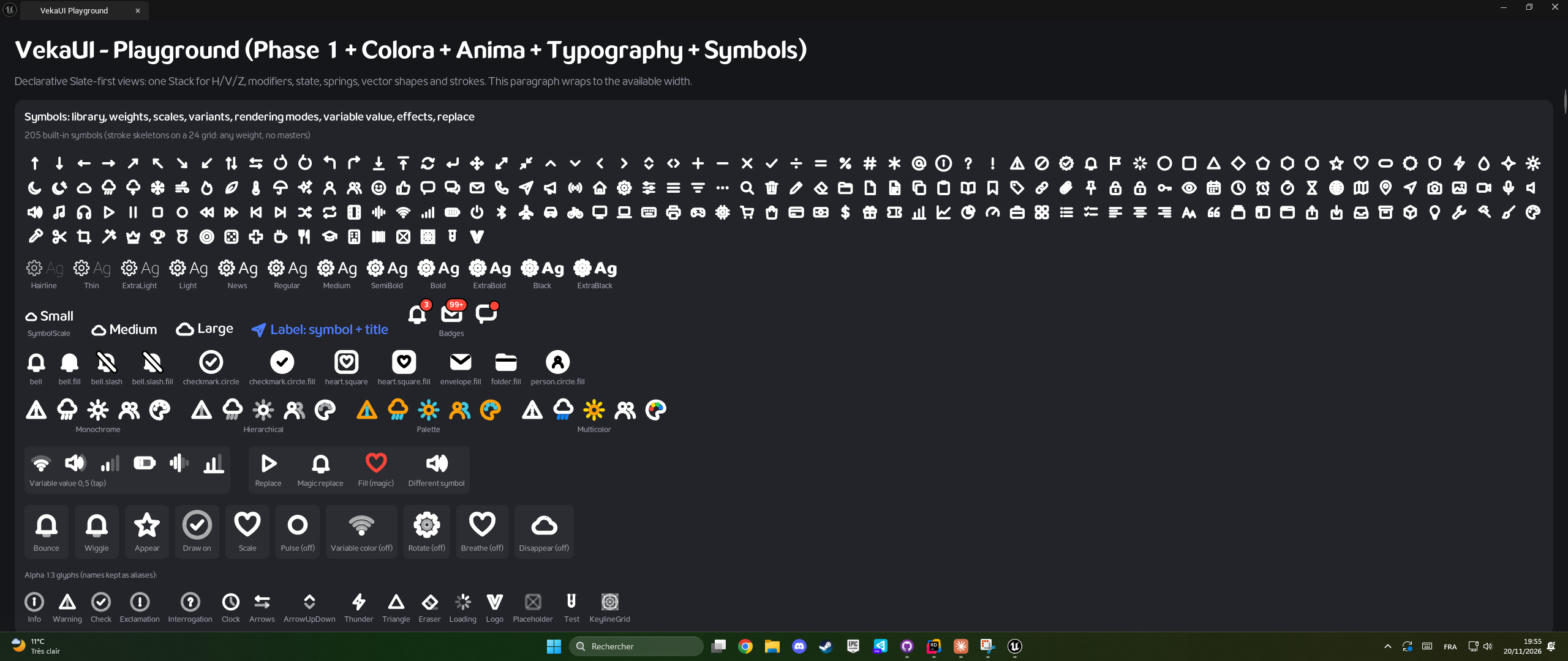 VekaUI Playground
VekaUI - Playground (Phase 1 + Colora + Anima + Typography + Symbols)
Declarative Slate-first views: one Stack for H/V/Z, modifiers, state, springs, vector shapes and strokes. This paragraph wraps to the available width.
Symbols: library, weights, scales, variants, rendering modes, variable value, effects, replace
205 built-in symbols (stroke skeletons on a 24 grid: any weight, no masters)
Ag Ag Ag Ag Ag Ag Ag Ag Ag Ag Ag Ag
Hairline Thin ExtraLight Light News Regular Medium SemiBold Bold ExtraBold Black ExtraBlack
Small Medium Large Label: symbol + title 3 99+
SymbolScale Badges
bell bell.fill bell.slash bell.slash.fill checkmark.circle checkmark.circle.fill heart.square heart.square.fill envelope.fill folder.fill person.circle.fill
Monochrome Hierarchical Palette Multicolor
Variable value 0,5 (tap) Replace Magic replace Fill (magic) Different symbol
Bounce Wiggle Appear Draw on Scale Pulse (off) Variable color (off) Rotate (off) Breathe (off) Disappear (off)
Alpha 13 glyphs (names kept as aliases):
Info Warning Check Exclamation Interrogation Clock Arrows ArrowUpDown Thunder Triangle Eraser Loading Logo Placeholder Test KeylineGrid
11°C
Très clair
Rechercher
FRA
19:55
20/11/2026